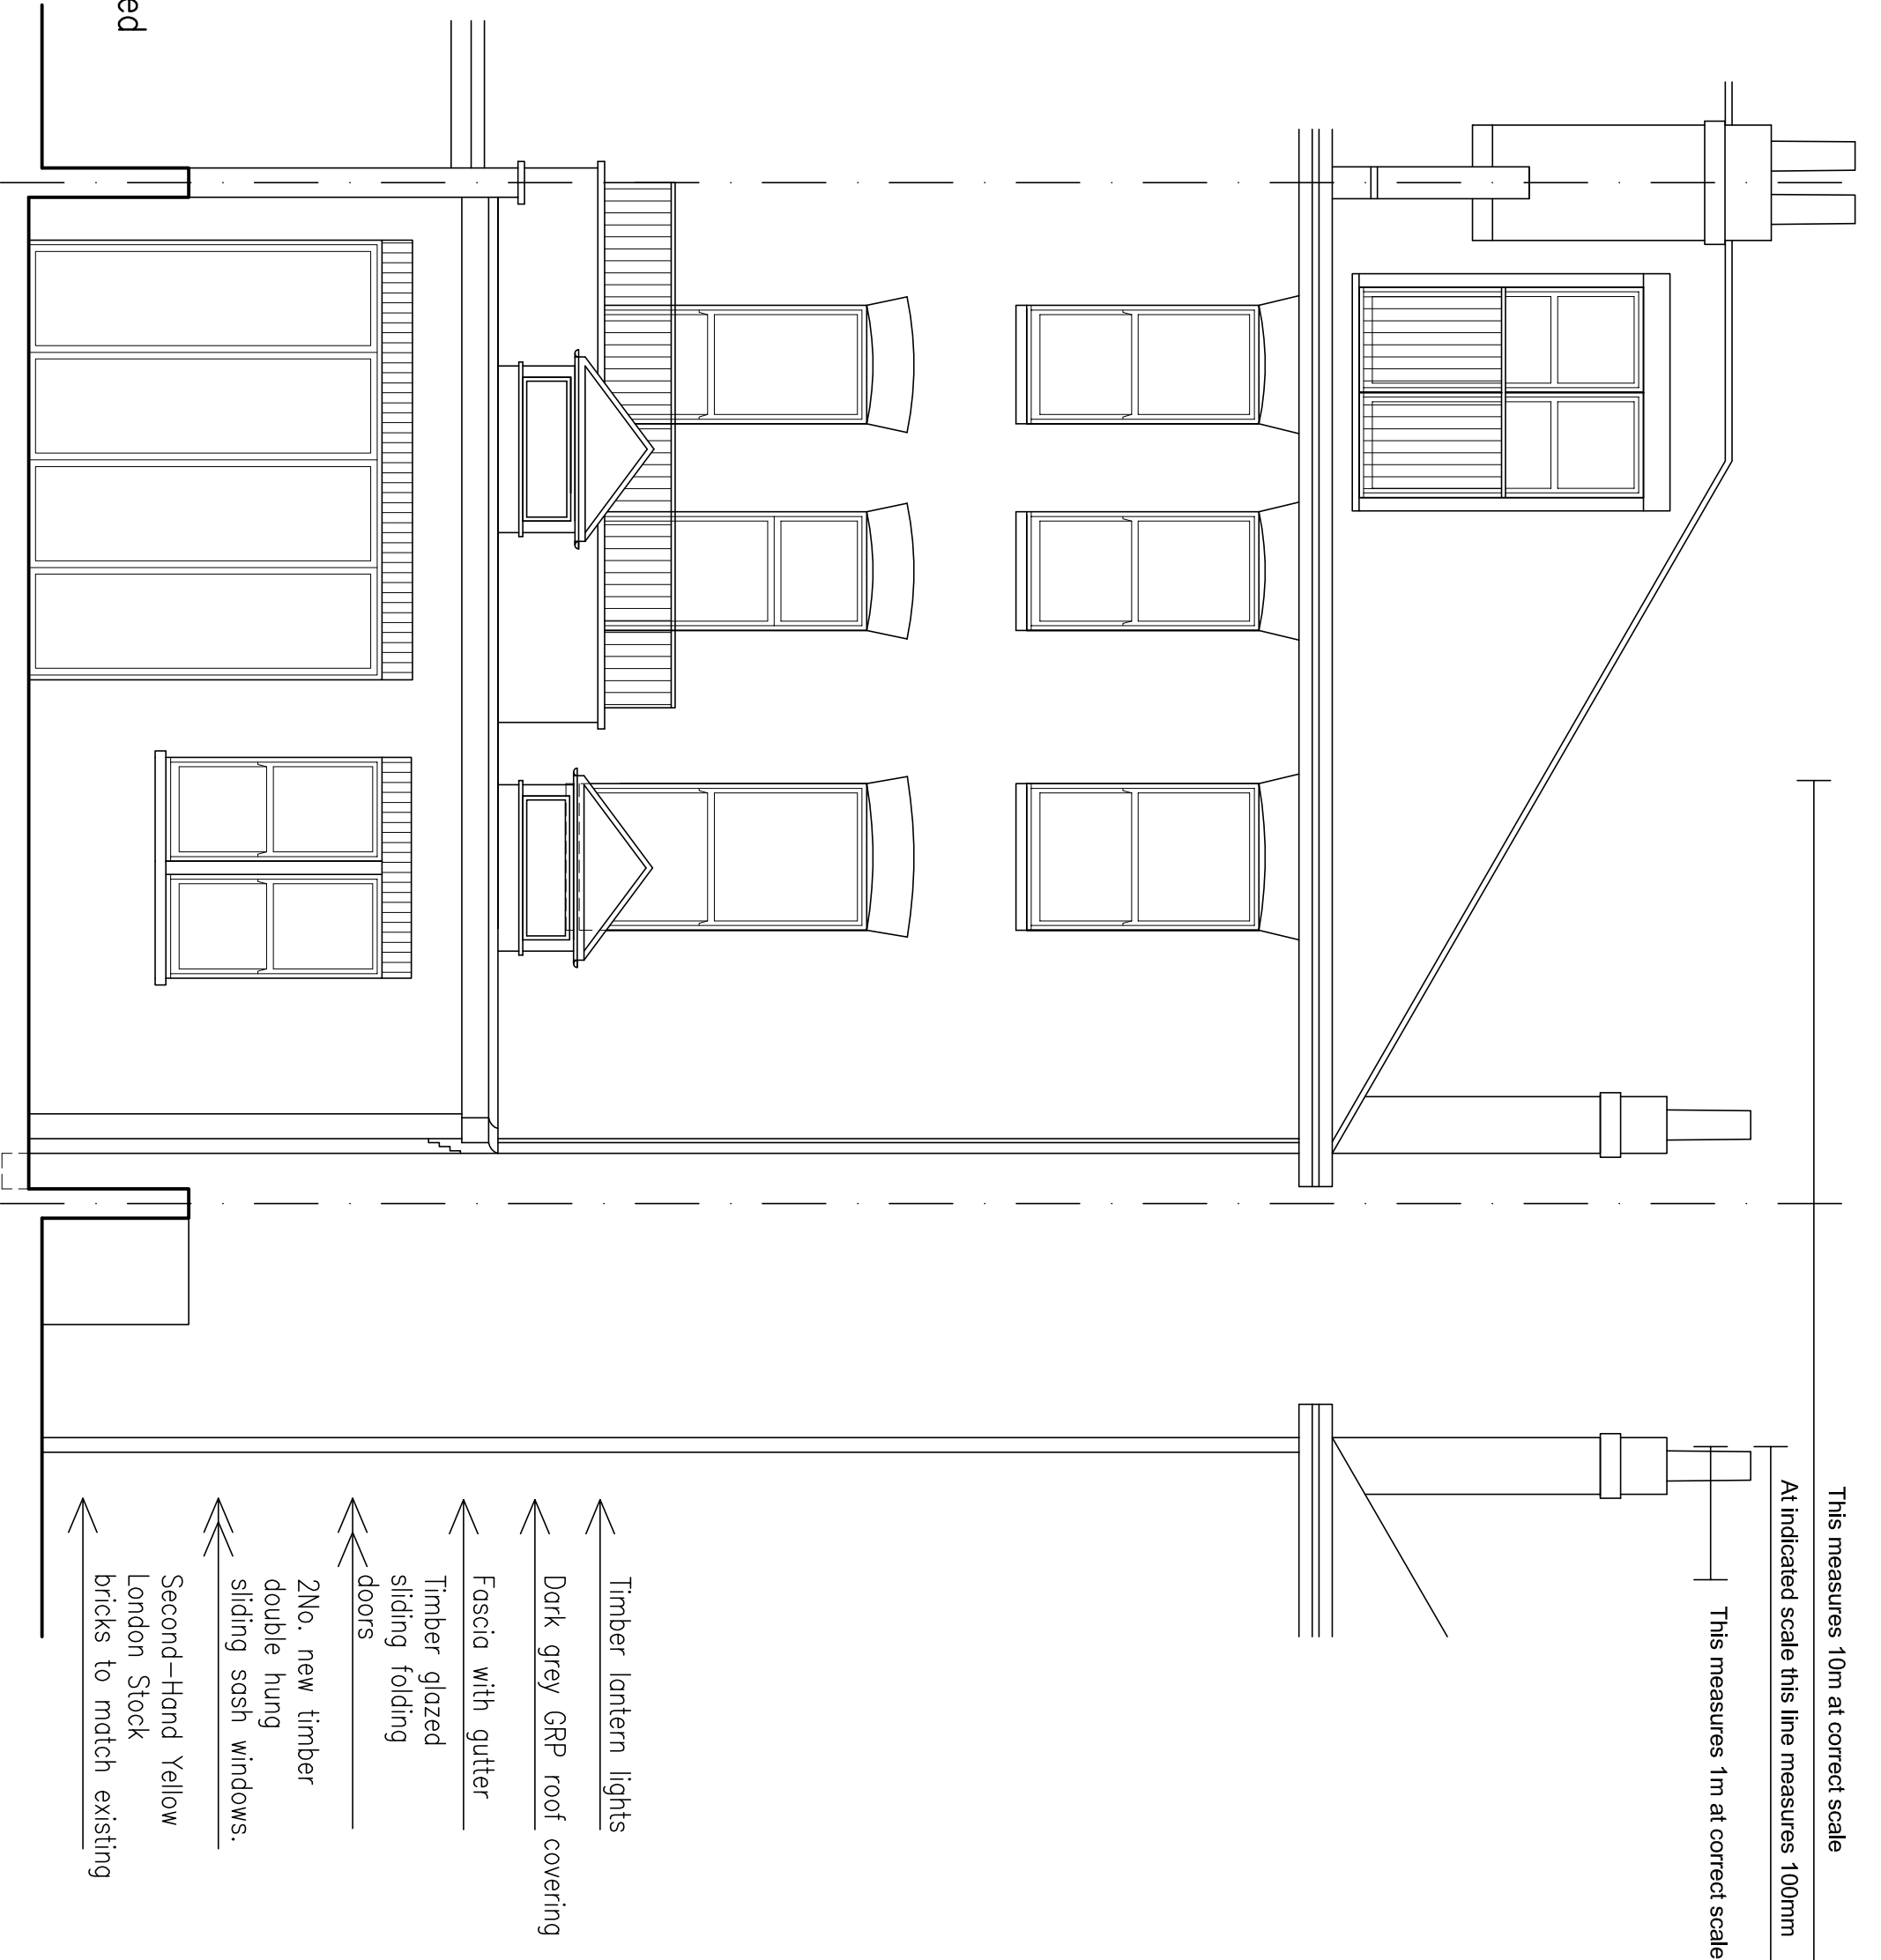 This measures 10m at correct scale
At indicated scale this line measures 100mm
This measures 1m at correct scale
Timber lantern lights
Dark grey GRP roof covering
Fascia with gutter
Timber glazed
sliding folding
doors
2No. new timber
double hung
sliding sash windows.
Second-Hand Yellow
London Stock
bricks to match existing